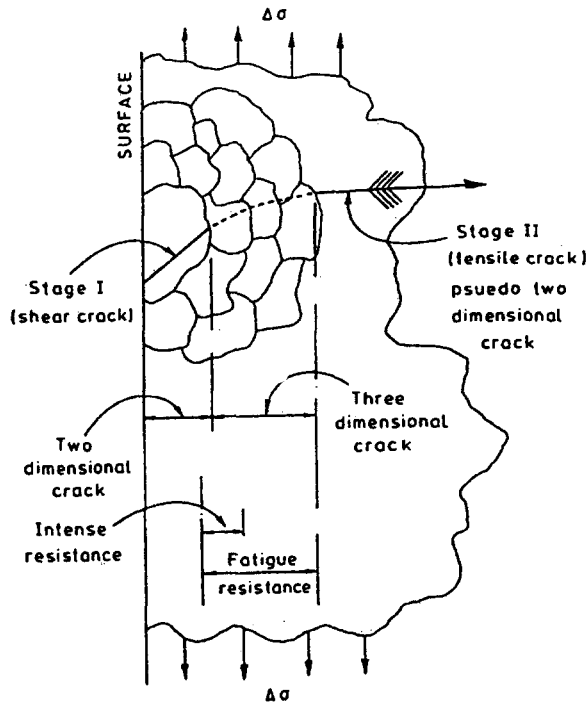 Δσ
SURFACE
Stage I
(shear crack)
Stage II
(tensile crack)
psuedo two
dimensional
crack
Two
dimensional
crack
Three
dimensional
crack
Intense
resistance
Fatigue
resistance
Δσ